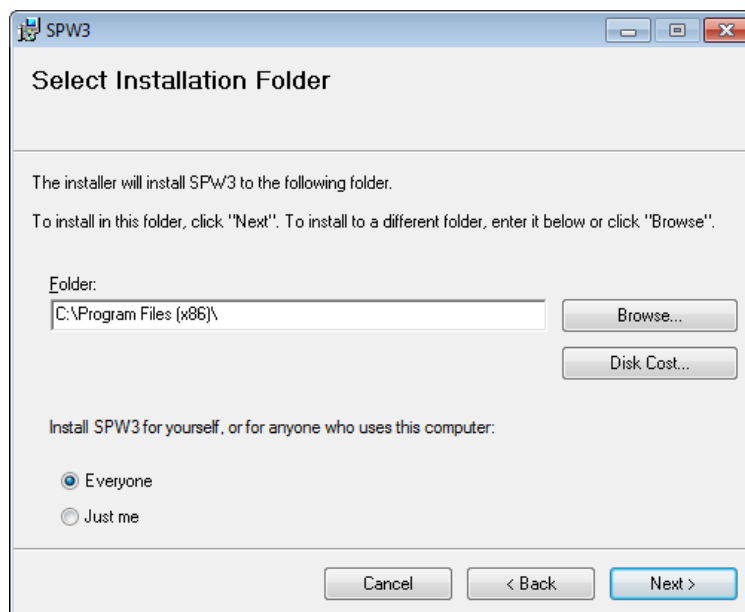 SPW3
Select Installation Folder
The installer will install SPW3 to the following folder.
To install in this folder, click "Next". To install to a different folder, enter it below or click "Browse".
Folder:
C:\Program Files (x86)\
Browse...
Disk Cost...
Install SPW3 for yourself, or for anyone who uses this computer:
Everyone
Just me
Cancel
< Back
Next >